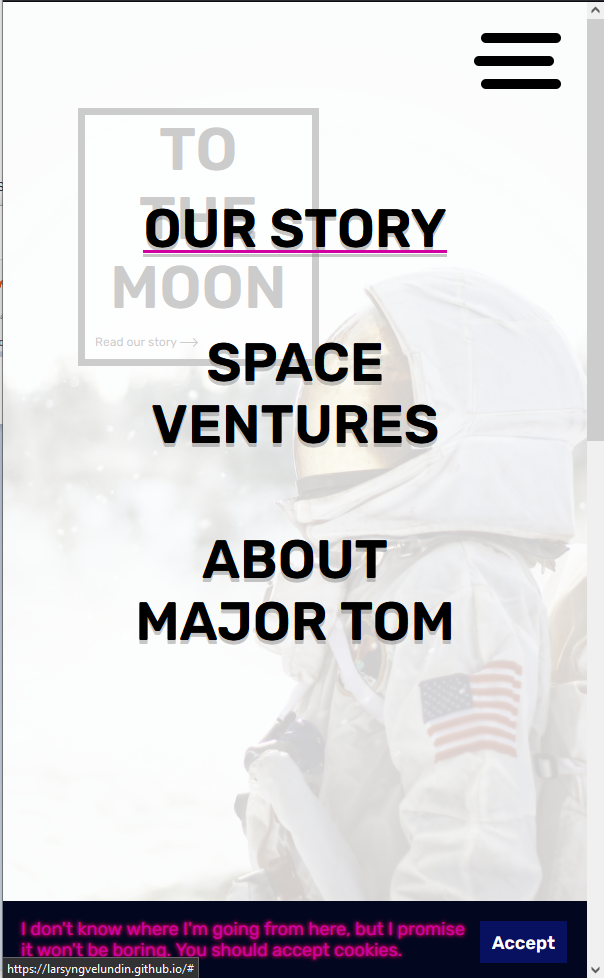 TO
THE
MOON
Read our story
OUR STORY
SPACE
VENTURES
ABOUT
MAJOR TOM
I don't know where I'm going from here, but I promise
it won't be boring. You should accept cookies.
Accept
https://larsyngvelundin.github.io/#